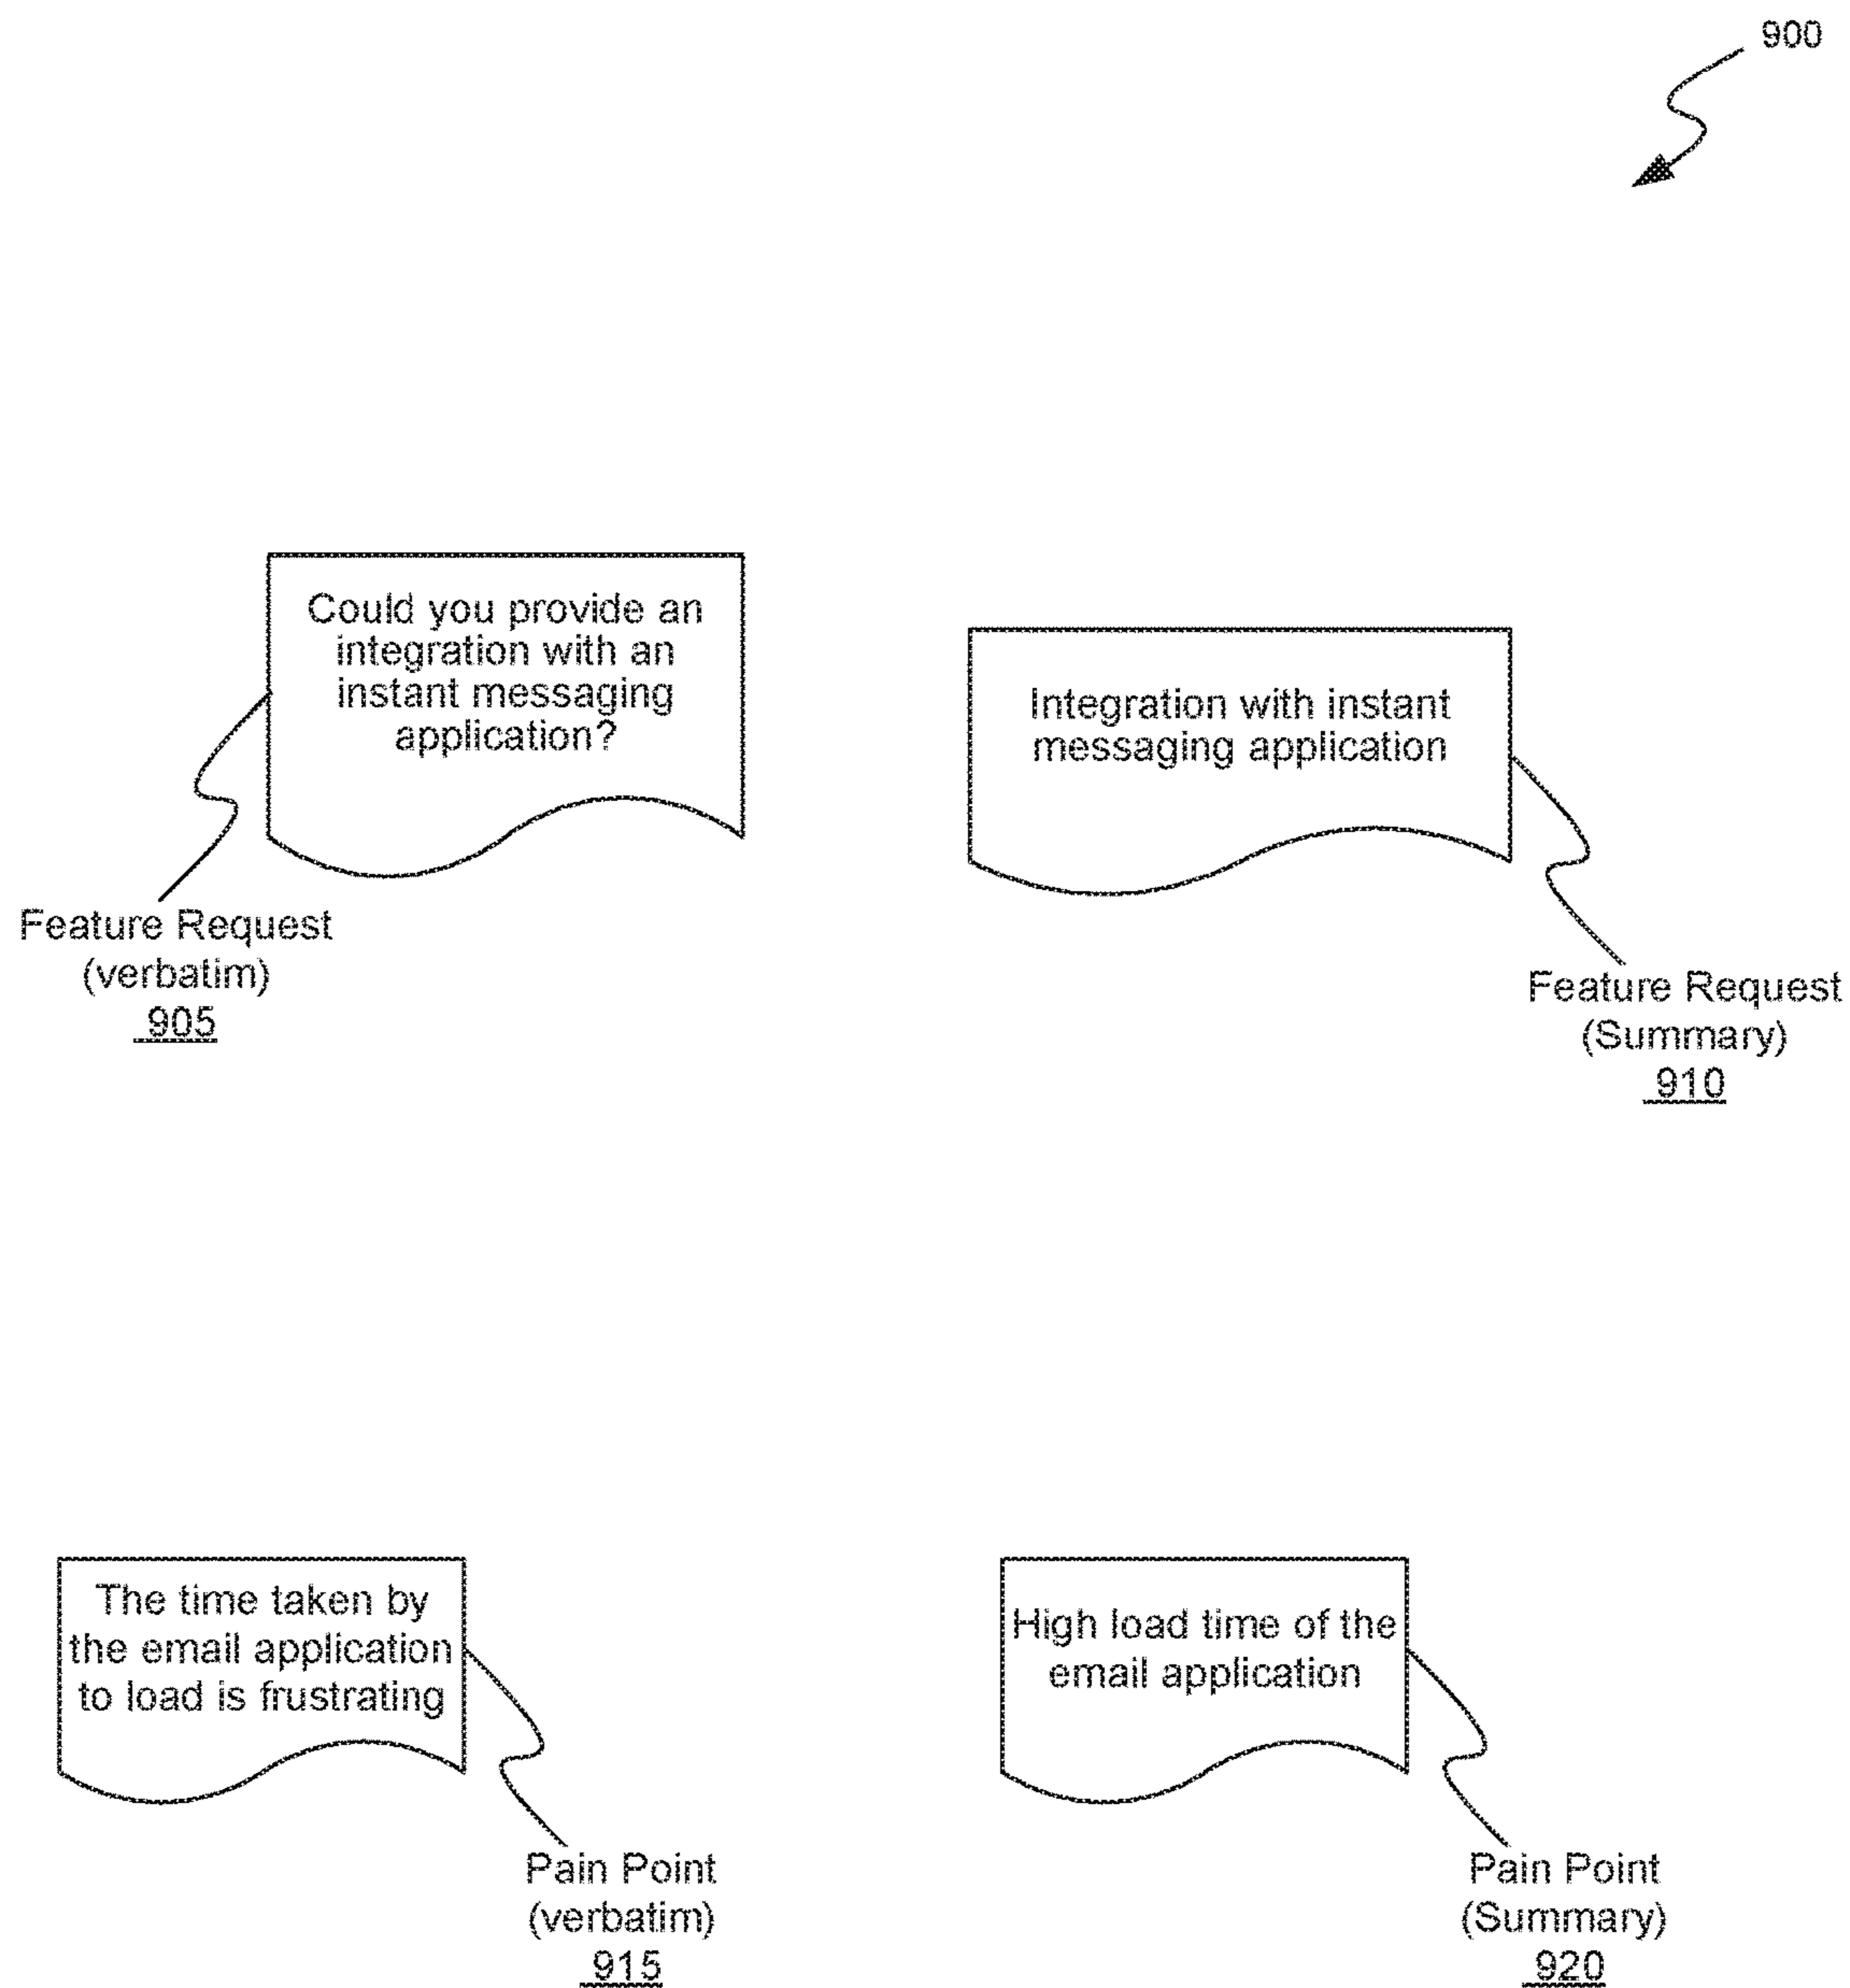 900
Could you provide an
integration with an
instant messaging
application?
Feature Request
(verbatim)
905
Integration with instant
messaging application
Feature Request
(Summary)
910
The time taken by
the email application
to load is frustrating
Pain Point
(verbatim)
915
High load time of the
email application
Pain Point
(Summary)
920